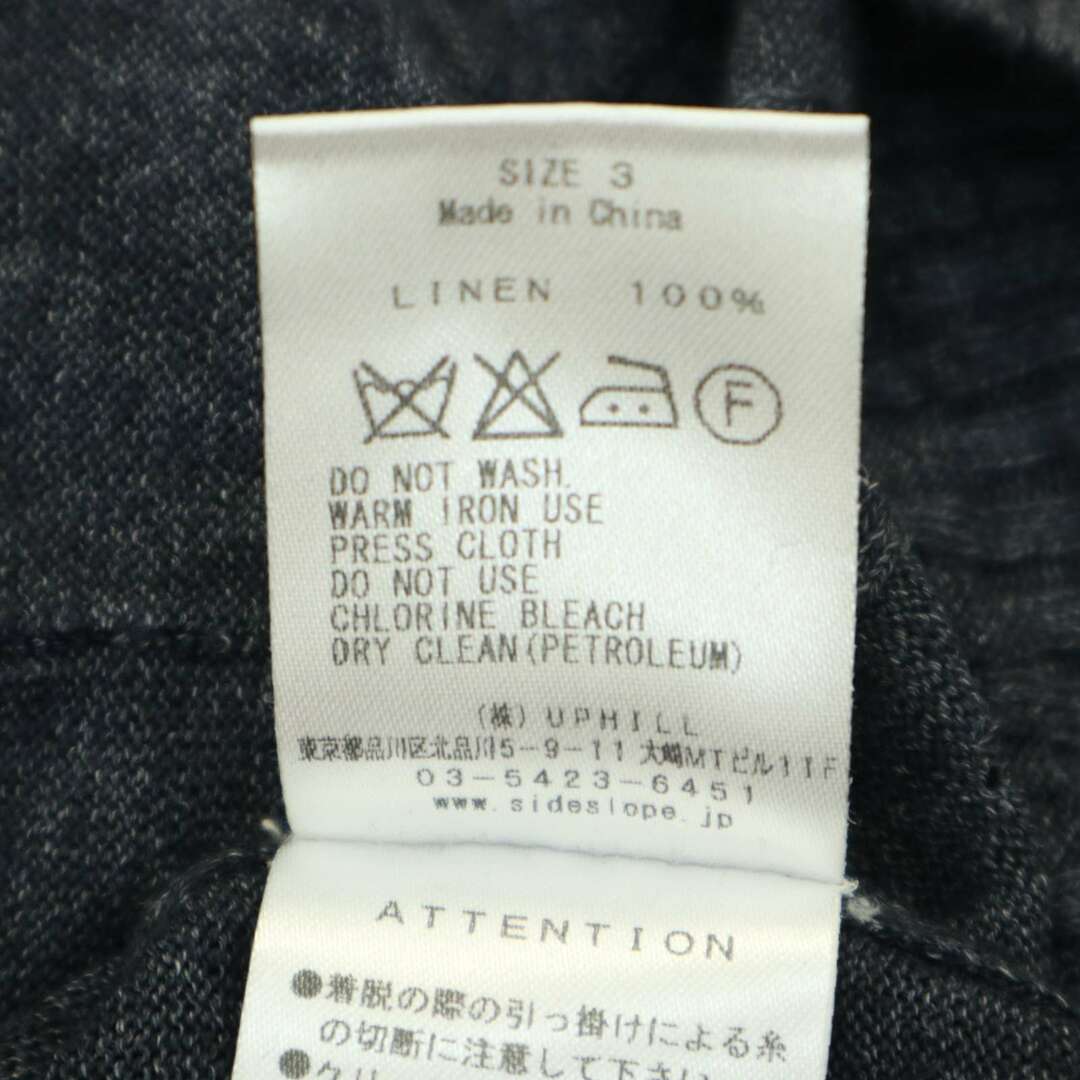 SIZE 3
Made in China
LINEN 100%
F
DO NOT WASH.
WARM IRON USE
PRESS CLOTH
DO NOT USE
CHLORINE BLEACH
DRY CLEAN(PETROLEUM)
(株) UPHILL
東京都品川区北品川5-9-11 大崎MTビル11F
03-5423-6451
www.sideslope.jp
ATTENTION
●着脱の際の引っ掛けによる糸
の切断に注意して下さい